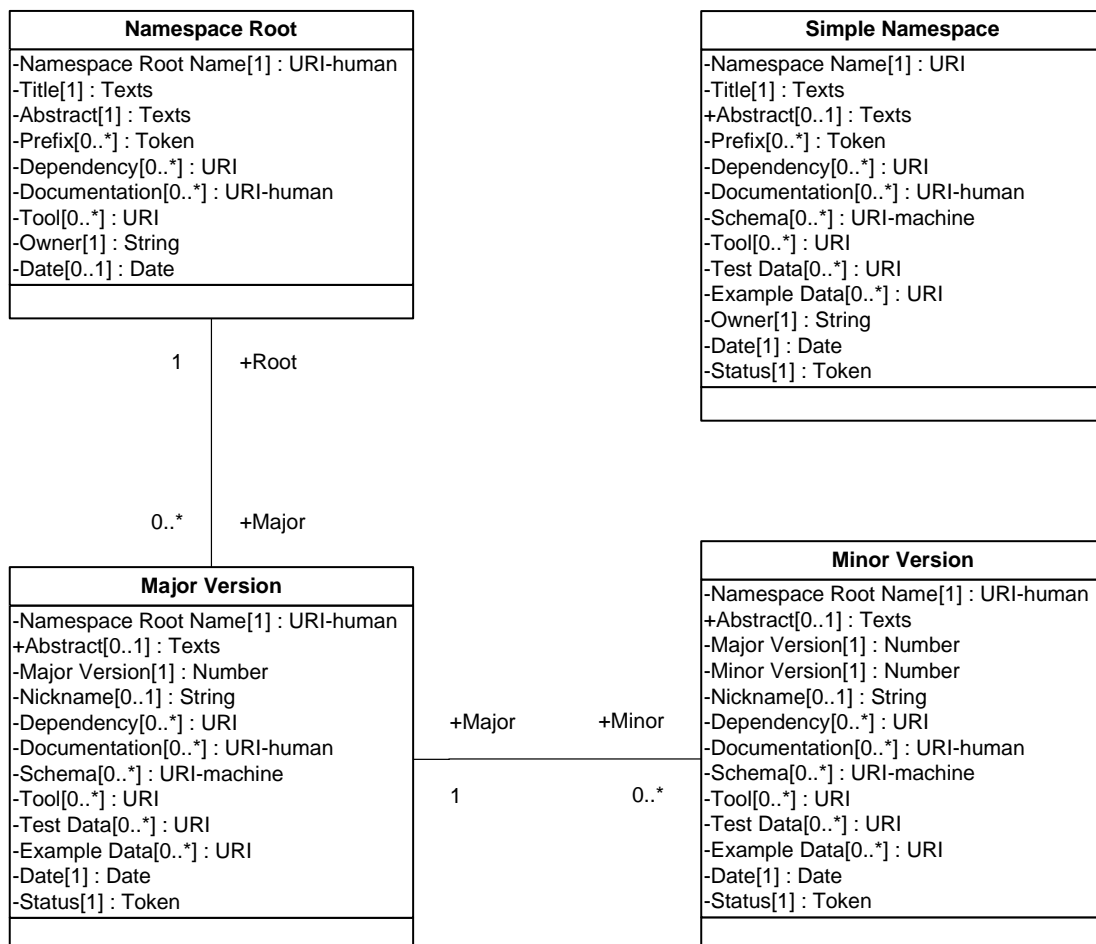 Namespace Root
-Namespace Root Name[1] : URI-human
-Title[1] : Texts
-Abstract[1] : Texts
-Prefix[0..*] : Token
-Dependency[0..*] : URI
-Documentation[0..*] : URI-human
-Tool[0..*] : URI
-Owner[1] : String
-Date[0..1] : Date
Simple Namespace
-Namespace Name[1] : URI
-Title[1] : Texts
+Abstract[0..1] : Texts
-Prefix[0..*] : Token
-Dependency[0..*] : URI
-Documentation[0..*] : URI-human
-Schema[0..*] : URI-machine
-Tool[0..*] : URI
-Test Data[0..*] : URI
-Example Data[0..*] : URI
-Owner[1] : String
-Date[1] : Date
-Status[1] : Token
1 +Root
0..* +Major
Major Version
-Namespace Root Name[1] : URI-human
+Abstract[0..1] : Texts
-Major Version[1] : Number
-Nickname[0..1] : String
-Dependency[0..*] : URI
-Documentation[0..*] : URI-human
-Schema[0..*] : URI-machine
-Tool[0..*] : URI
-Test Data[0..*] : URI
-Example Data[0..*] : URI
-Date[1] : Date
-Status[1] : Token
+Major +Minor
1 0..*
Minor Version
-Namespace Root Name[1] : URI-human
+Abstract[0..1] : Texts
-Major Version[1] : Number
-Minor Version[1] : Number
-Nickname[0..1] : String
-Dependency[0..*] : URI
-Documentation[0..*] : URI-human
-Schema[0..*] : URI-machine
-Tool[0..*] : URI
-Test Data[0..*] : URI
-Example Data[0..*] : URI
-Date[1] : Date
-Status[1] : Token